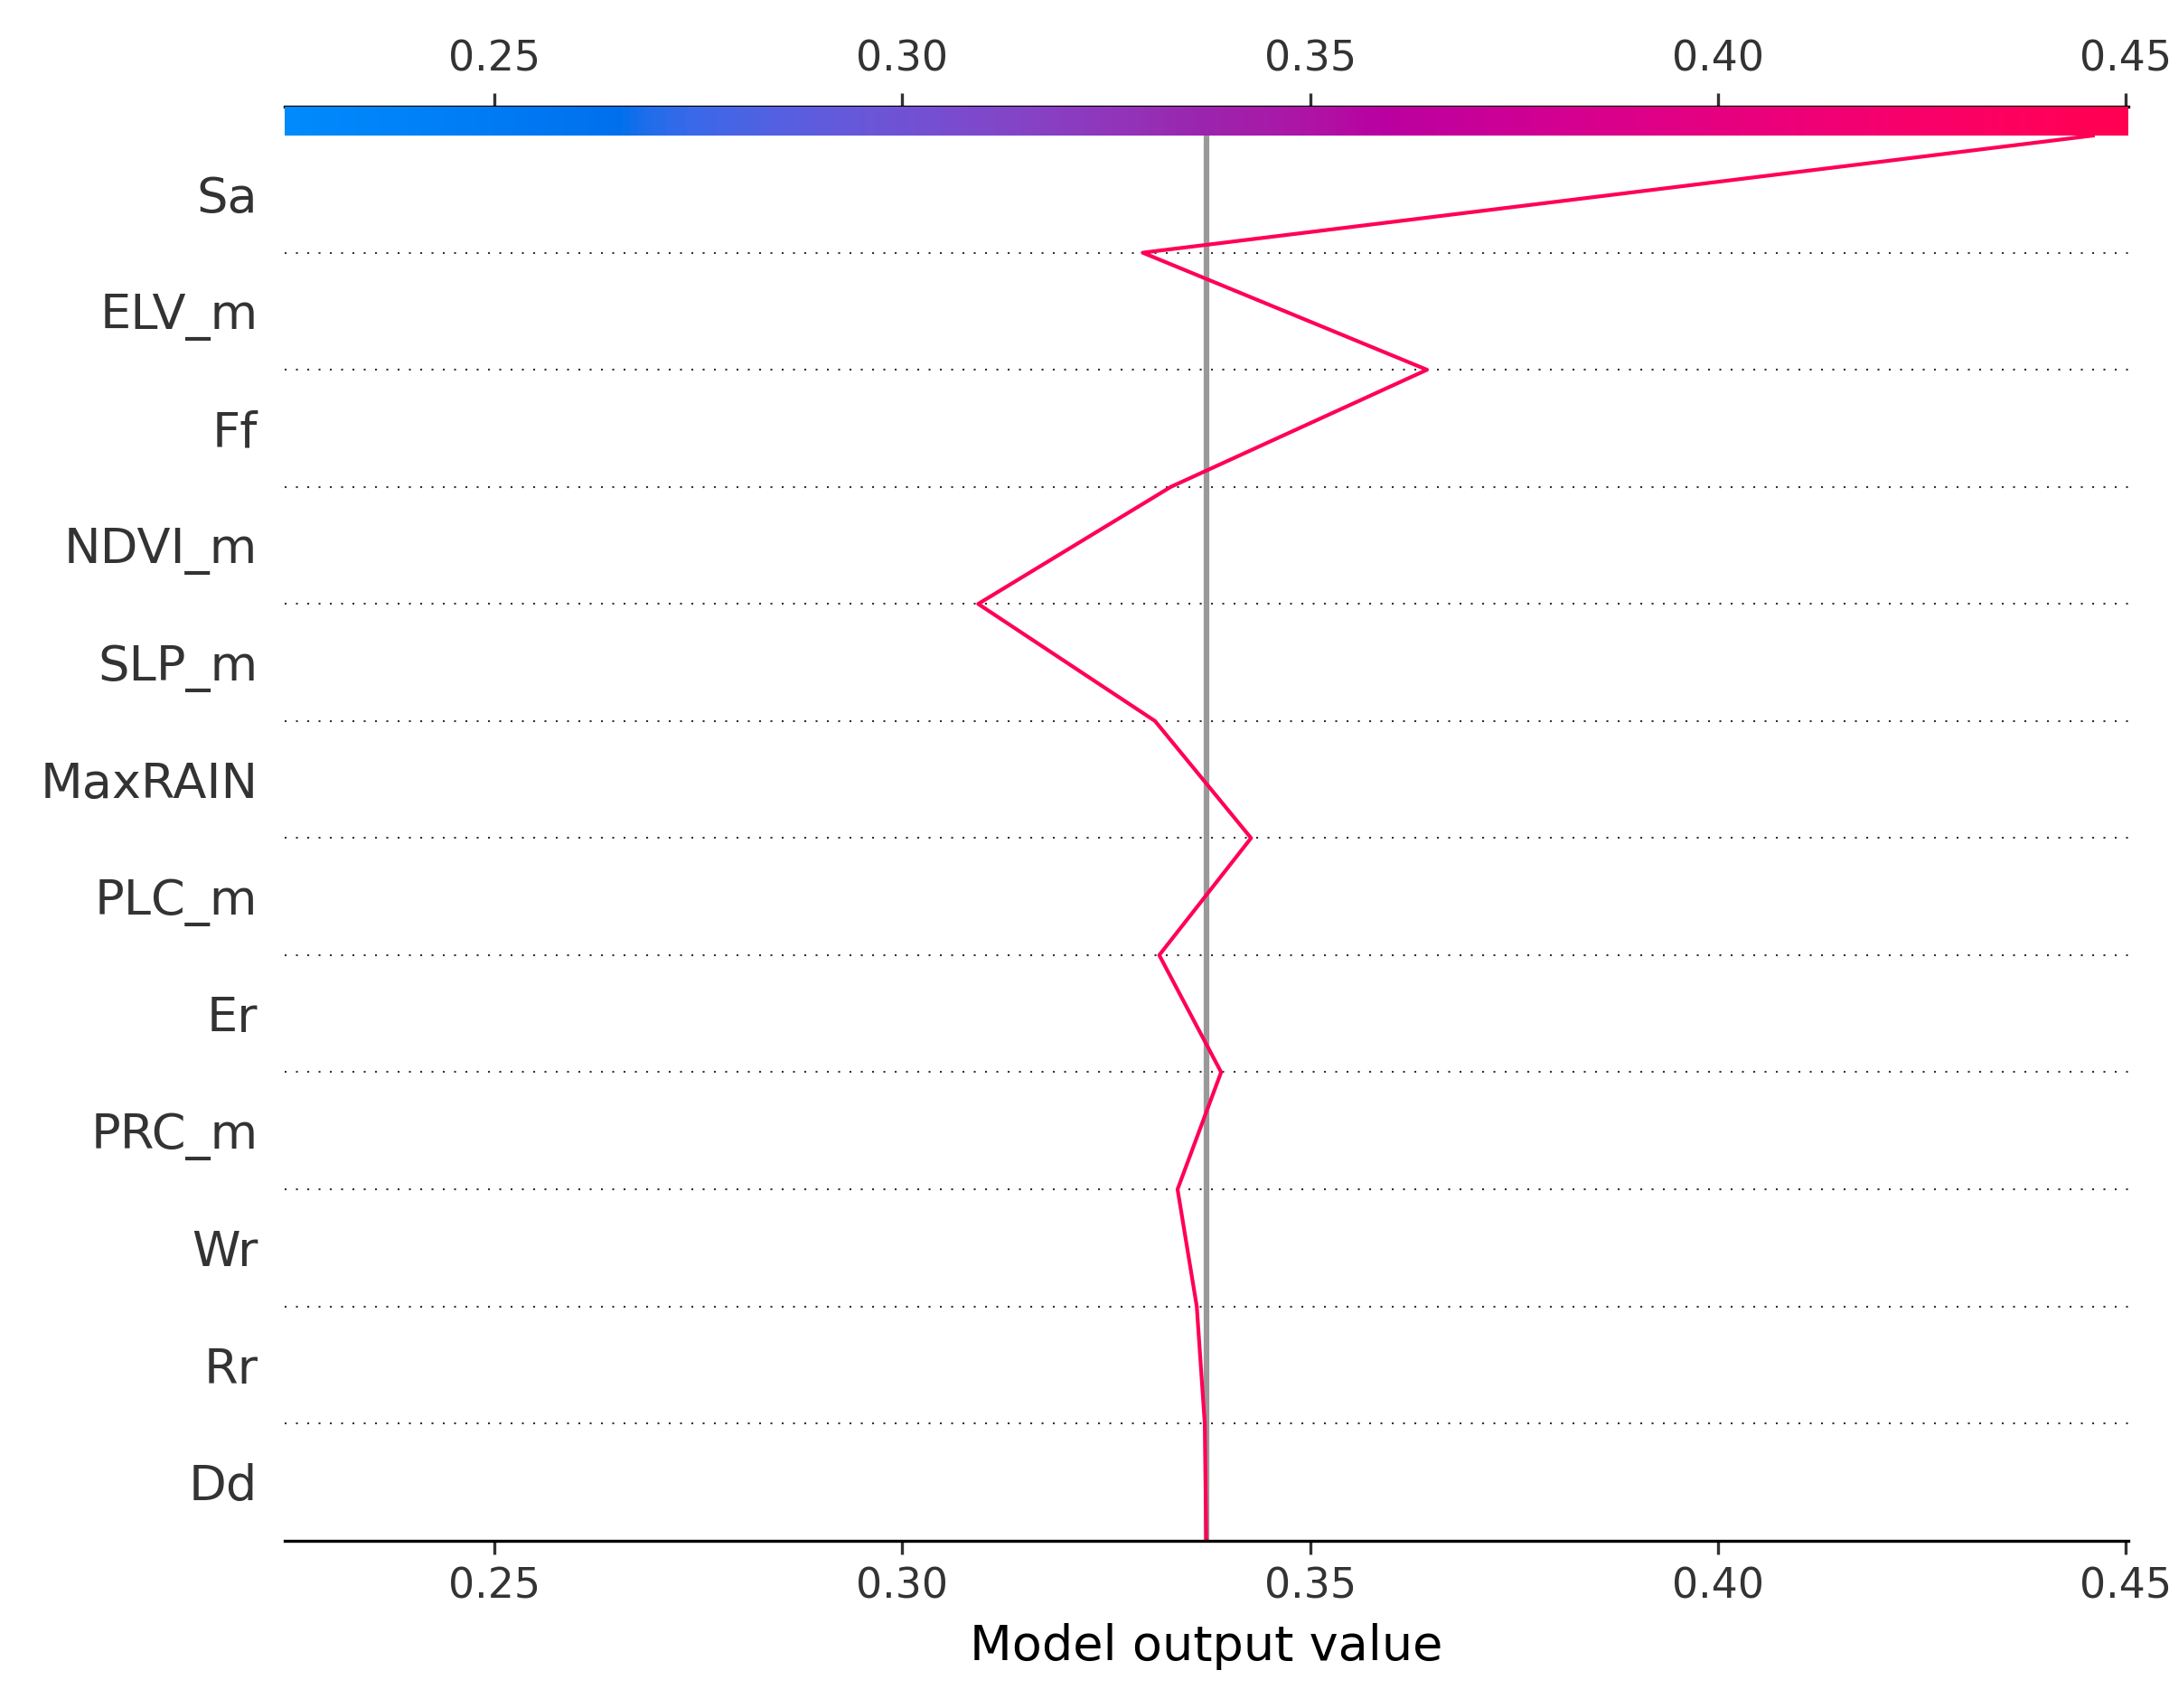 0.25 0.30 0.35 0.40 0.45
Sa
ELV_m
Ff
NDVI_m
SLP_m
MaxRAIN
PLC_m
Er
PRC_m
Wr
Rr
Dd
0.25 0.30 0.35 0.40 0.45
Model output value